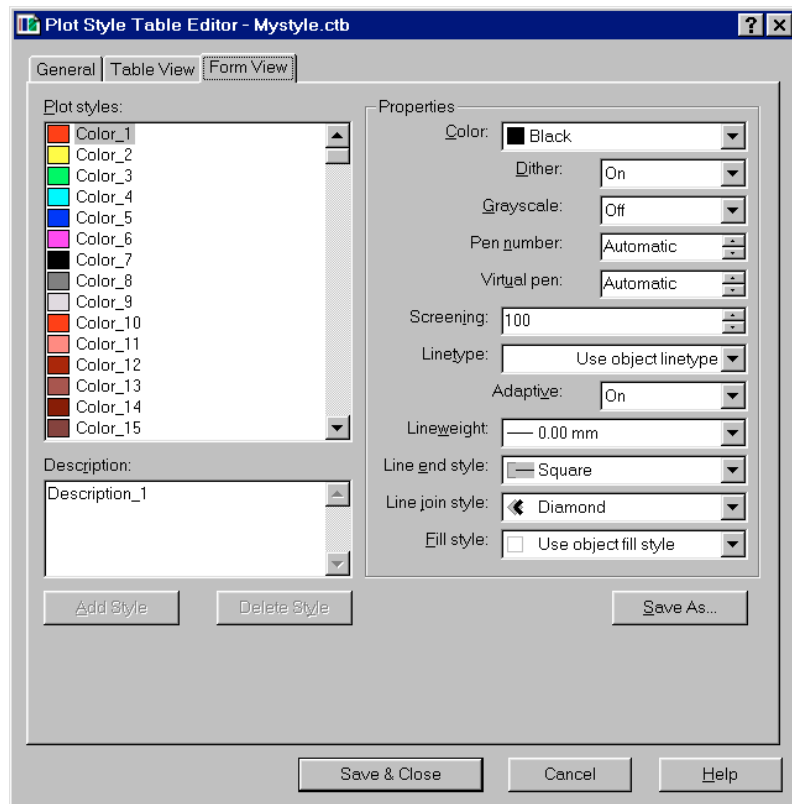 Plot Style Table Editor - Mystyle.ctb
General Table View Form View
Plot styles:
Color_1
Color_2
Color_3
Color_4
Color_5
Color_6
Color_7
Color_8
Color_9
Color_10
Color_11
Color_12
Color_13
Color_14
Color_15
Description:
Description_1
Add Style Delete Style
Properties
Color: Black
Dither: On
Grayscale: Off
Pen number: Automatic
Virtual pen: Automatic
Screening: 100
Linetype: Use object linetype
Adaptive: On
Lineweight: 0.00 mm
Line end style: Square
Line join style: Diamond
Fill style: Use object fill style
Save As...
Save & Close Cancel Help